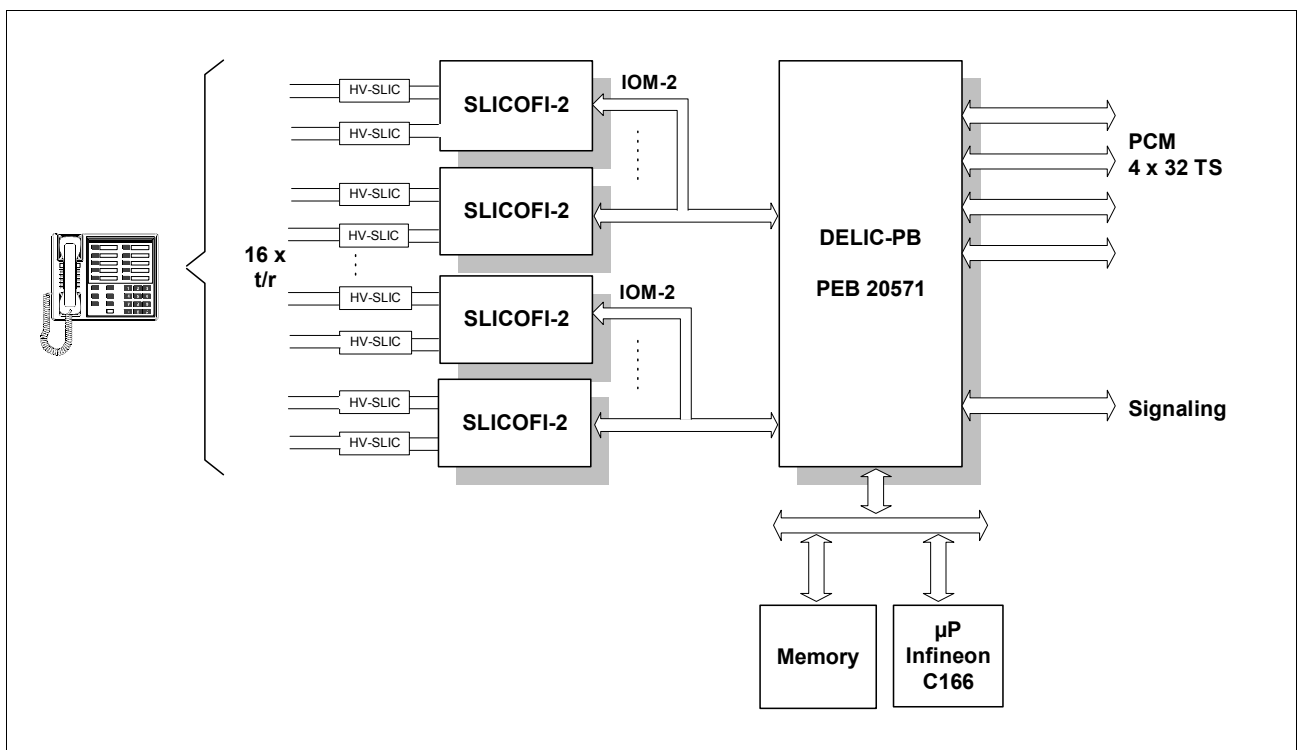 HV-SLIC
HV-SLIC
SLICOFI-2
IOM-2
HV-SLIC
HV-SLIC
SLICOFI-2
16 x
t/r
HV-SLIC
HV-SLIC
SLICOFI-2
IOM-2
HV-SLIC
HV-SLIC
SLICOFI-2
DELIC-PB
PEB 20571
PCM
4 x 32 TS
Signaling
Memory
µP
Infineon
C166